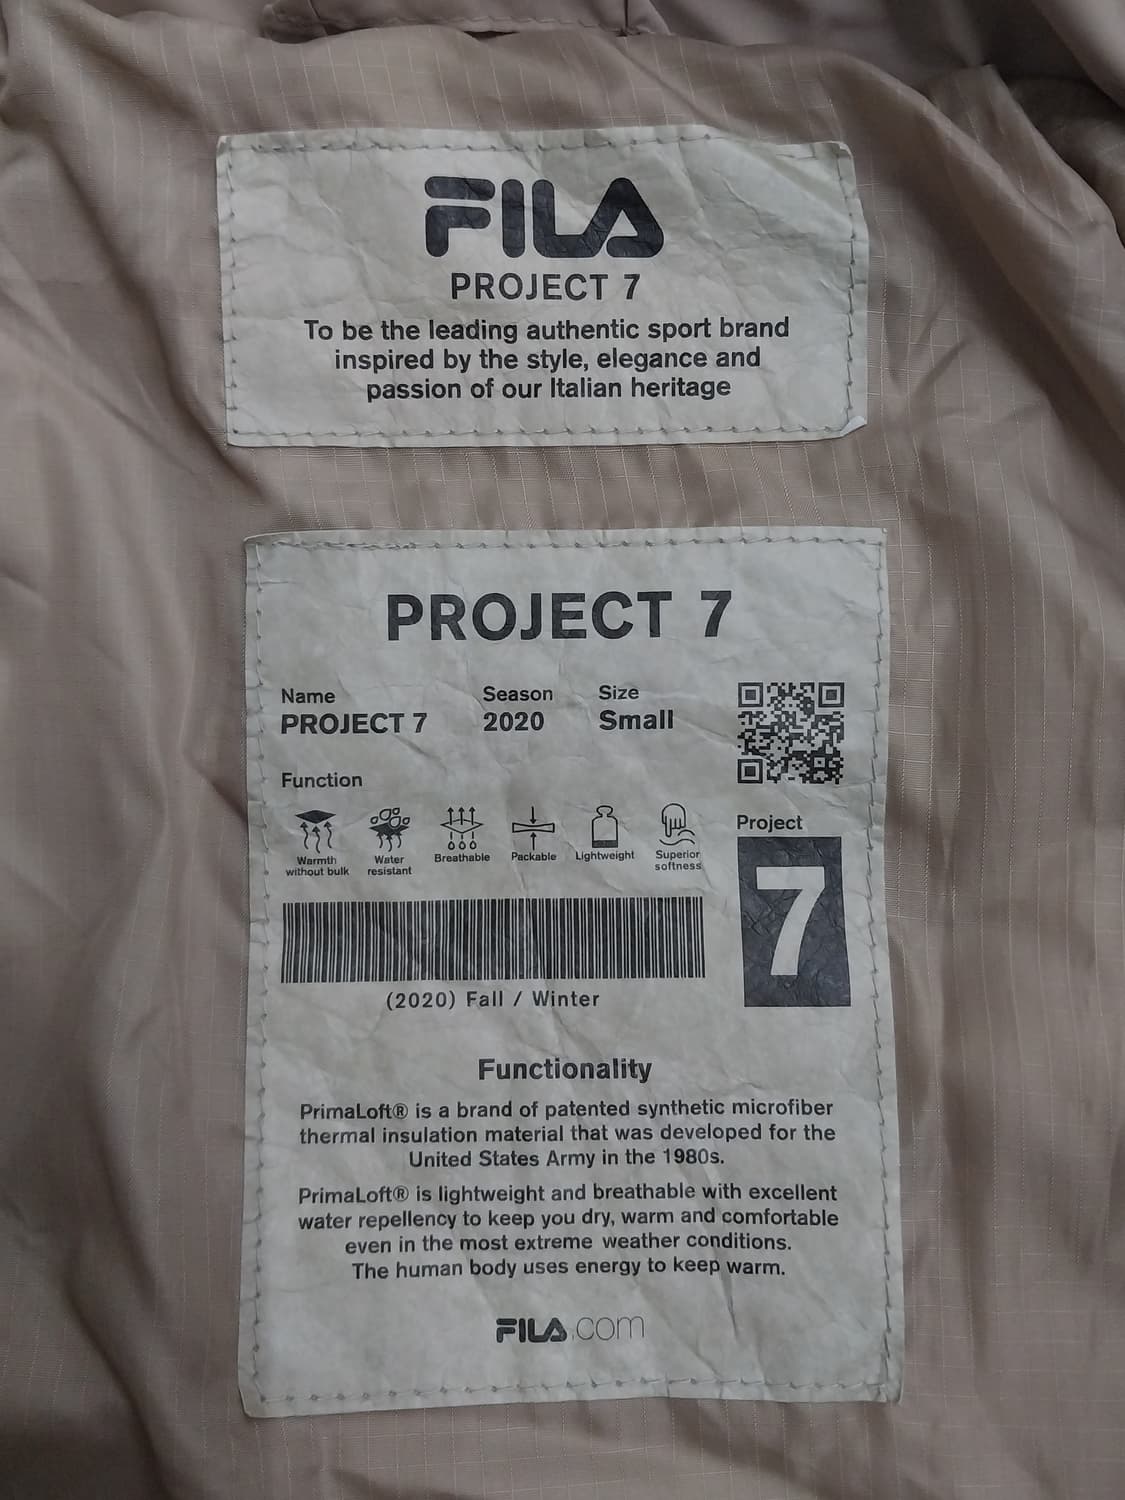 FILA
PROJECT 7
To be the leading authentic sport brand
inspired by the style, elegance and
passion of our Italian heritage
PROJECT 7
Name Season Size
PROJECT 7 2020 Small
Function
Warmth without bulk
Water resistant
Breathable
Packable
Lightweight
Superior softness
Project
7
(2020) Fall / Winter
Functionality
PrimaLoft® is a brand of patented synthetic microfiber
thermal insulation material that was developed for the
United States Army in the 1980s.
PrimaLoft® is lightweight and breathable with excellent
water repellency to keep you dry, warm and comfortable
even in the most extreme weather conditions.
The human body uses energy to keep warm.
FILA.com